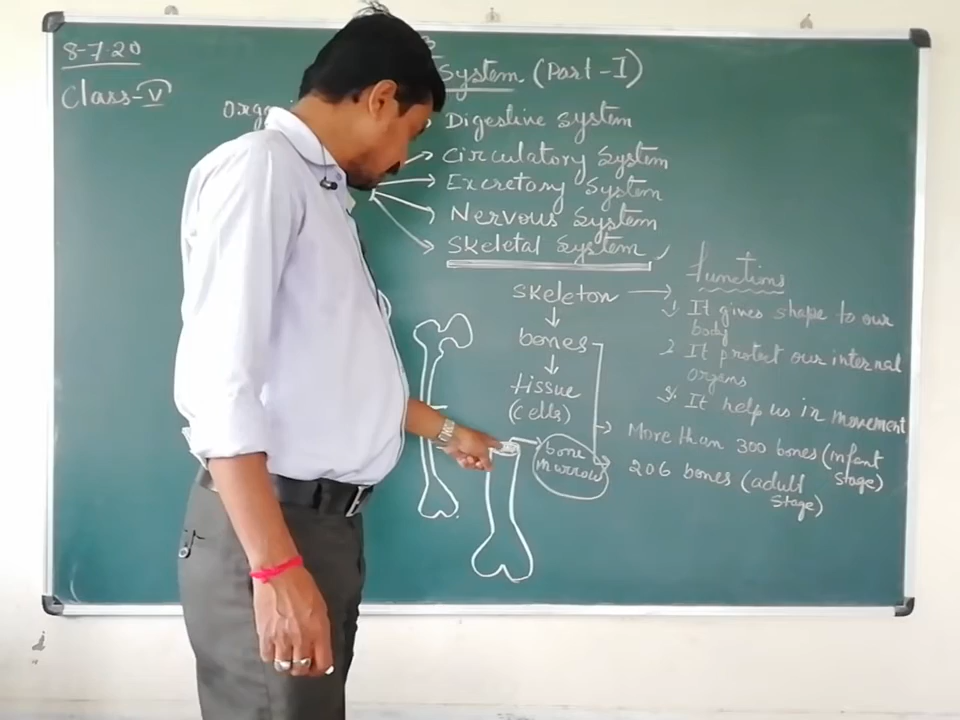 8-7-20
System (Part-I)
Class-V
Digestive System
Circulatory System
Excretory System
Nervous System
Skeletal System
Functions
Skeleton
1 It gives shape to our
body
bones
2 It protect our internal
organs
tissue
(cells)
3 It help us in movement
More than 300 bones (infant
stage)
bone
marrow
206 bones (adult
stage)